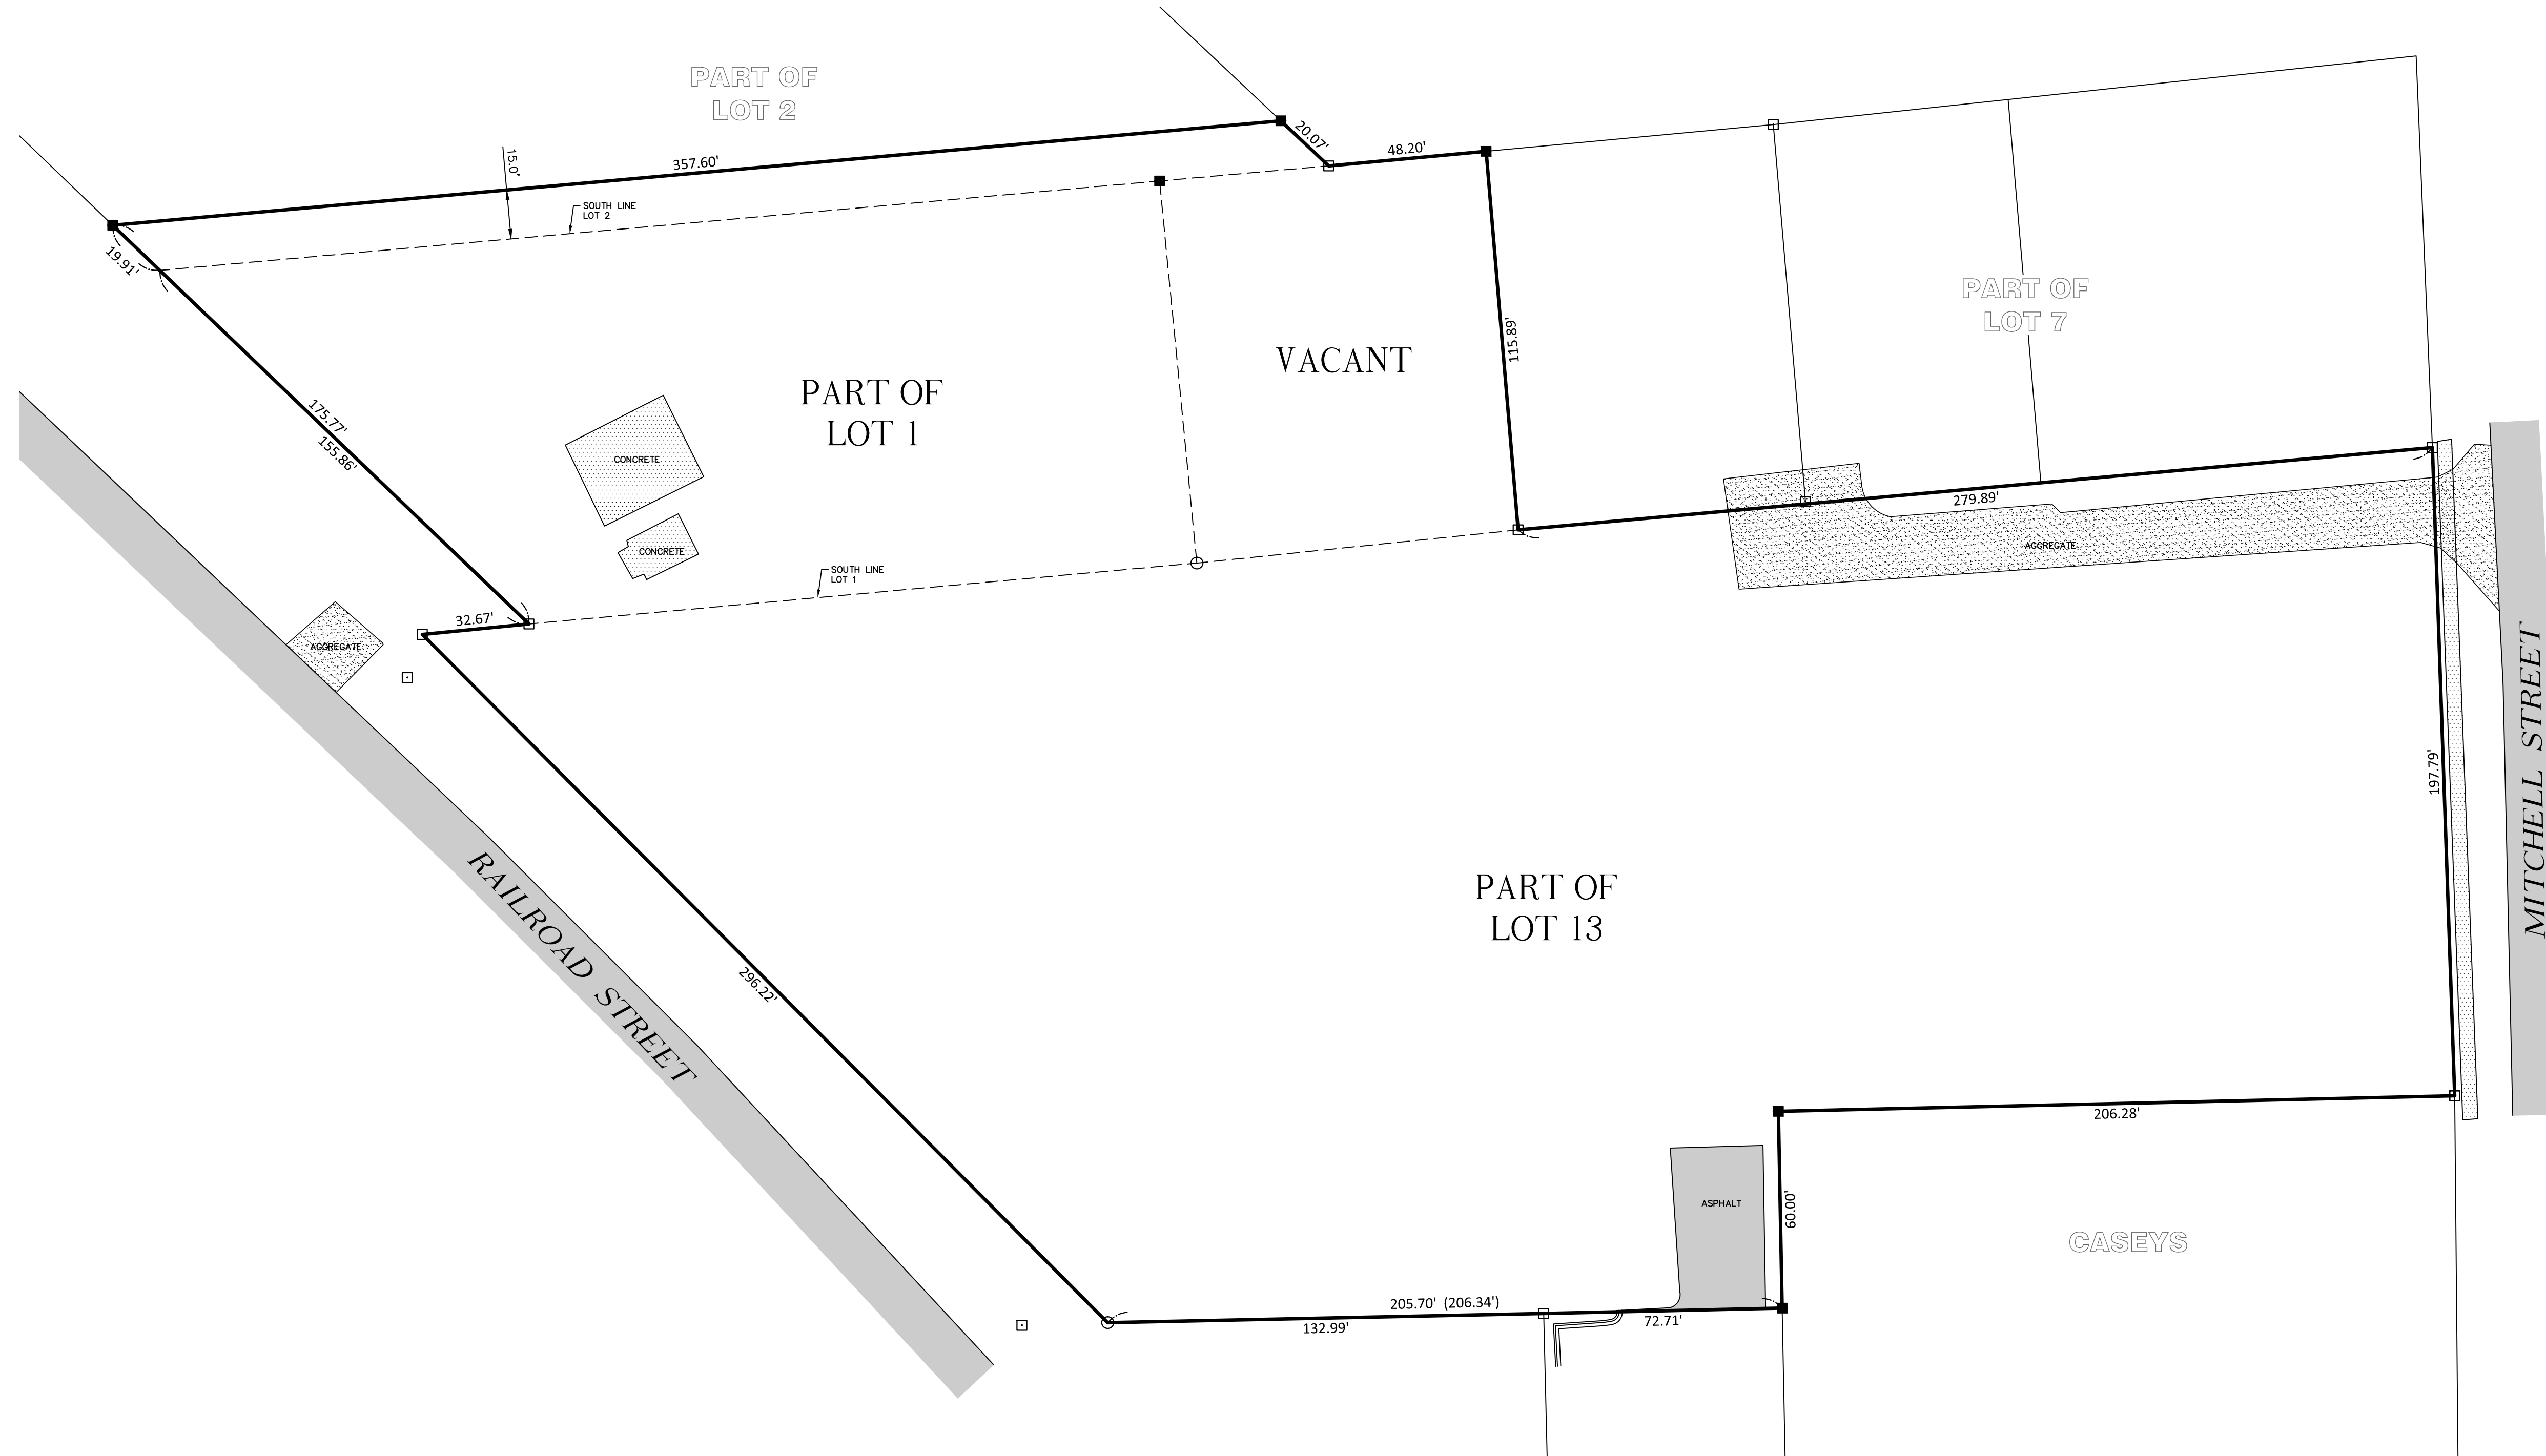 PART OF
LOT 2
20.07'
48.20'
15.0'
357.60'
SOUTH LINE
LOT 2
19.91'
PART OF
LOT 7
115.89'
VACANT
PART OF
LOT 1
175.77'
155.86'
CONCRETE
CONCRETE
279.89'
AGGREGATE
SOUTH LINE
LOT 1
32.67'
AGGREGATE
MITCHELL STREET
197.79'
PART OF
LOT 13
RAILROAD STREET
296.22'
206.28'
ASPHALT
60.00'
CASEYS
205.70' (206.34')
132.99'
72.71'